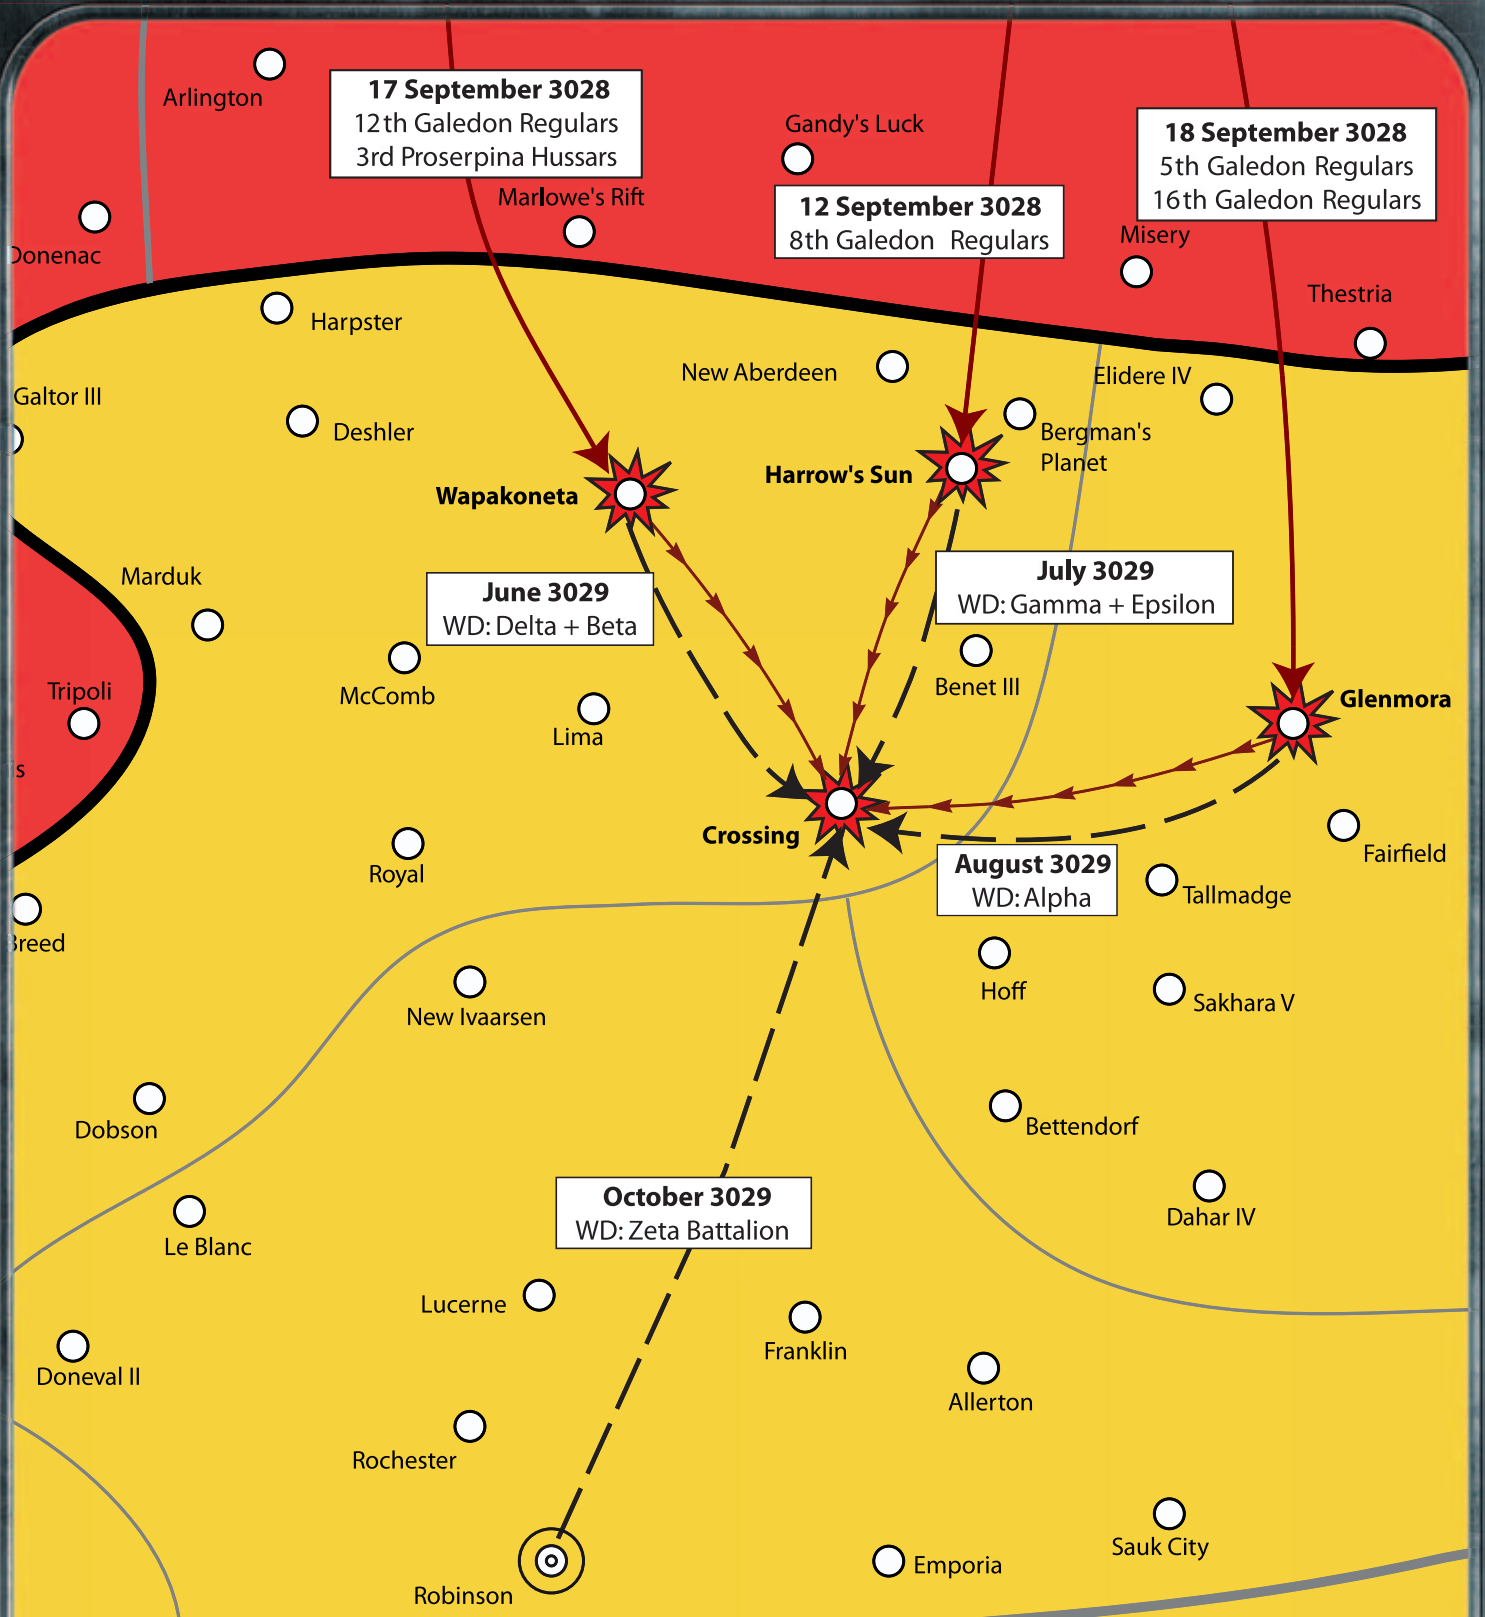 Arlington
17 September 3028
12th Galedon Regulars
3rd Proserpina Hussars
Gandy's Luck
18 September 3028
5th Galedon Regulars
16th Galedon Regulars
Marlowe's Rift
12 September 3028
8th Galedon Regulars
Misery
Donenac
Thestria
Harpster
New Aberdeen
Elidere IV
Galtor III
Deshler
Bergman's
Planet
Harrow's Sun
Wapakoneta
Marduk
June 3029
WD: Delta + Beta
July 3029
WD: Gamma + Epsilon
Tripoli
McComb
Benet III
Glenmora
Lima
is
Crossing
Royal
August 3029
WD: Alpha
Fairfield
Tallmadge
Breed
New Ivaarsen
Hoff
Sakhara V
Dobson
Bettendorf
October 3029
WD: Zeta Battalion
Dahar IV
Le Blanc
Lucerne
Franklin
Doneval II
Allerton
Rochester
Sauk City
Emporia
Robinson